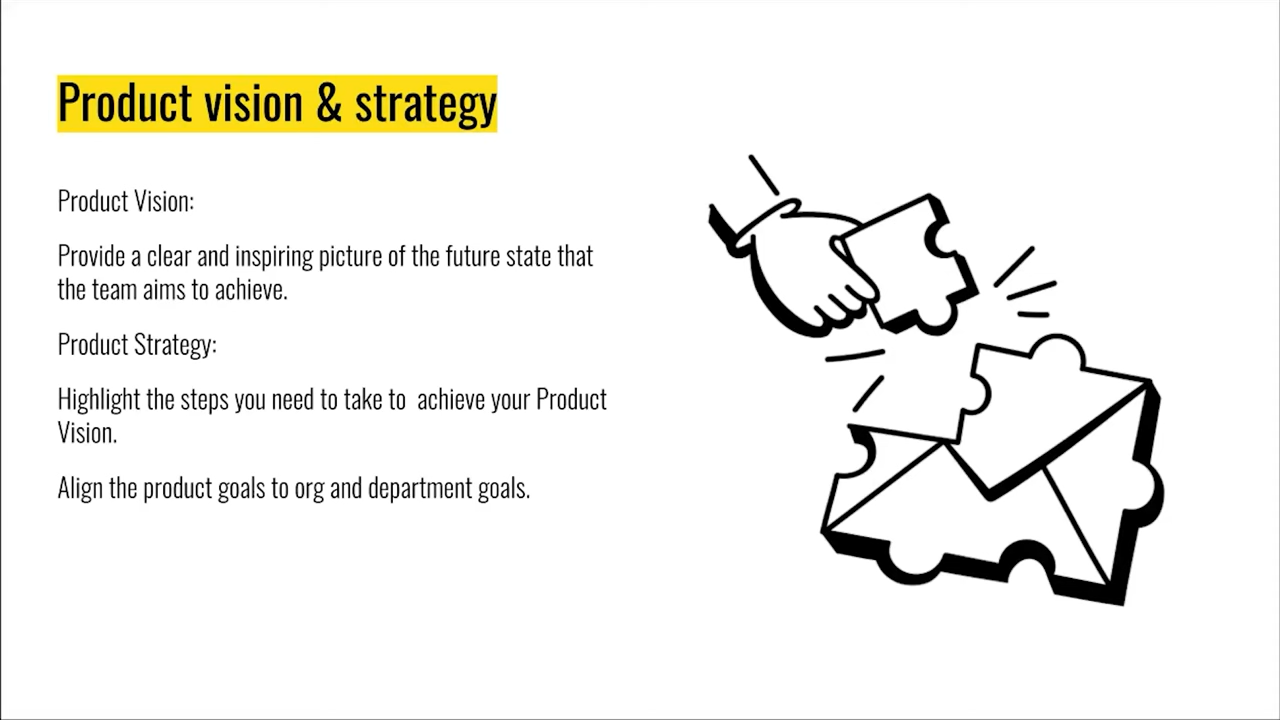 Product vision & strategy
Product Vision:
Provide a clear and inspiring picture of the future state that
the team aims to achieve.
Product Strategy:
Highlight the steps you need to take to  achieve your Product
Vision.
Align the product goals to org and department goals.